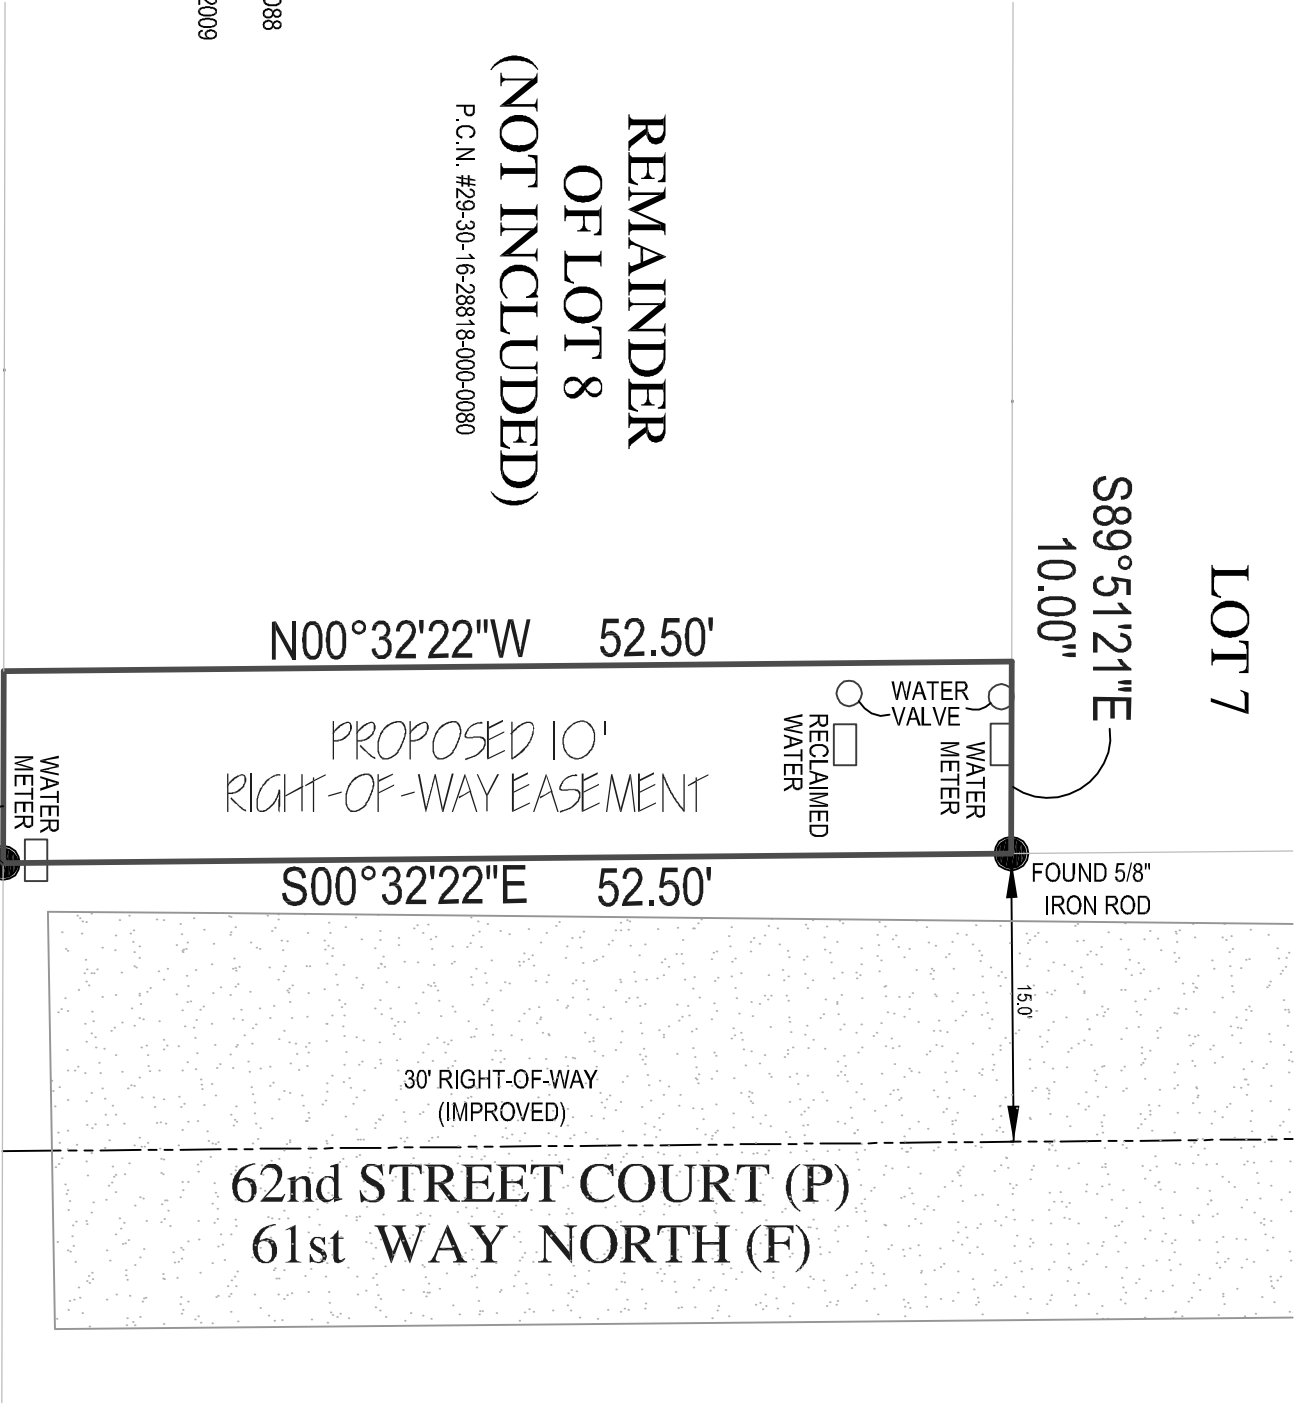 088
2009
REMAINDER
OF LOT 8
(NOT INCLUDED)
P.C.N. #29-30-16-28818-000-0080
LOT 7
S89°51'21"E
10.00"
N00°32'22"W 52.50'
WATER
VALVE
PROPOSED 10'
RIGHT-OF-WAY EASEMENT
RECLAIMED
WATER
WATER
METER
WATER
METER
S00°32'22"E 52.50'
FOUND 5/8"
IRON ROD
15.0'
30' RIGHT-OF-WAY
(IMPROVED)
62nd STREET COURT (P)
61st WAY NORTH (F)